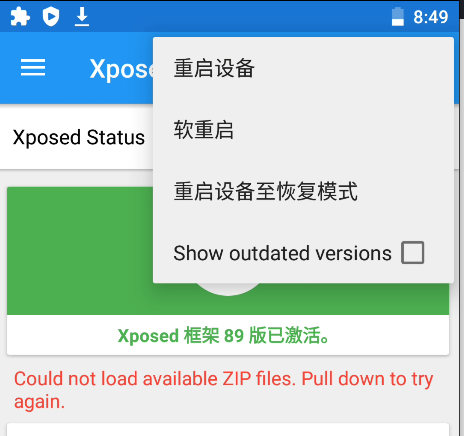 8:49
Xpose
重启设备
软重启
重启设备至恢复模式
Show outdated versions
Xposed Status
Xposed 框架 89 版已激活。
Could not load available ZIP files. Pull down to try
again.